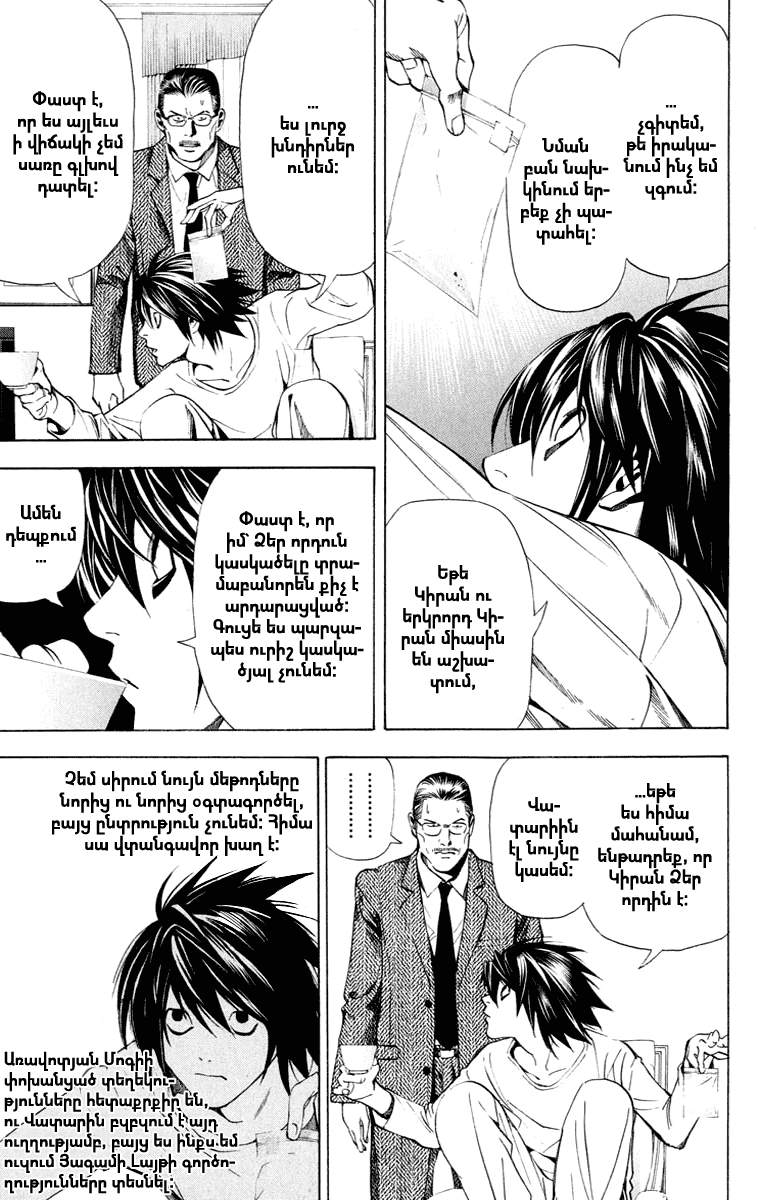 ...
չգիտեմ,
թե իրակա-
նում ինչ եմ
զգում:
Նման
բան նախ-
կինում եր-
բեք չի պա-
տահել:
...
ես լուրջ
խնդիրներ
ունեմ:
Փաստ է,
որ ես այլեւս
ի վիճակի չեմ
սառը գլխով
դատել:
Եթե
Կիրան ու
երկրորդ Կի-
րան միասին
են աշխա-
տում,
Փաստ է, որ
իմ՝ Ձեր որդուն
կասկածելը տրա-
մաբանորեն քիչ է
արդարացված:
Գուցե ես պարզա-
պես ուրիշ կասկա-
ծյալ չունեմ:
Ամեն
դեպքում
...
...եթե
ես հիմա
մահանամ,
ենթադրեք, որ
Կիրան Ձեր
որդին է:
Վա-
տարիին
էլ նույնը
կասեմ:
Չեմ սիրում նույն մեթոդները
նորից ու նորից օգտագործել,
բայց ընտրություն չունեմ: Հիմա
սա վտանգավոր խաղ է:
Առավոտյան Մոգիի
փոխանցած տեղեկու-
թյունները հետաքրքիր են,
ու Վատարին զբզվում է այդ
ուղղությամբ, բայց ես ինքս եմ
ուզում Յագամի Լայթի գործո-
ղությունները տեսնել: